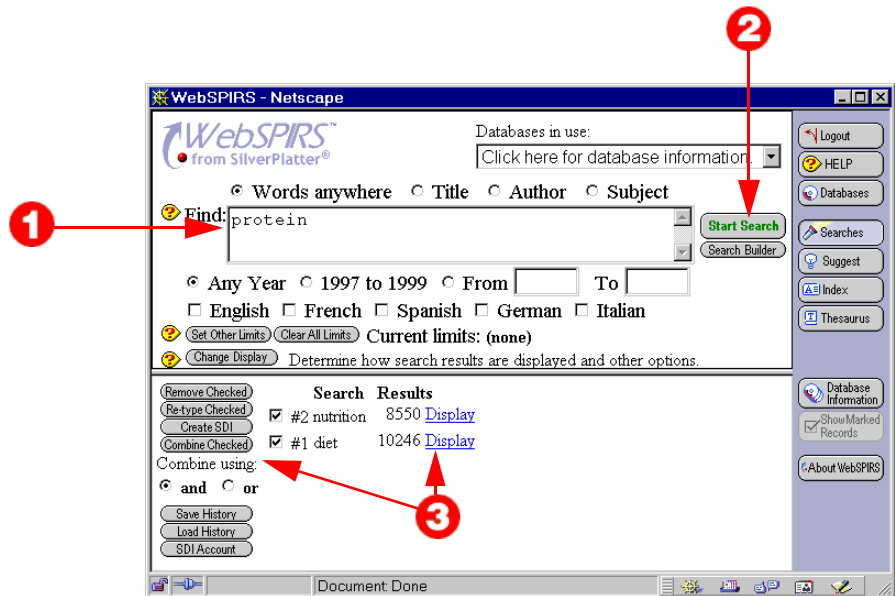 2
WebSPIRS - Netscape
WebSPIRS™
from SilverPlatter®
Databases in use:
Click here for database information.
Words anywhere Title Author Subject
1
Find:
protein
Start Search
Search Builder
Any Year 1997 to 1999 From To
English French Spanish German Italian
Set Other Limits Clear All Limits Current limits: (none)
Change Display Determine how search results are displayed and other options.
Logout
HELP
Databases
Searches
Suggest
Index
Thesaurus
Database
Information
Show Marked
Records
About WebSPIRS
Remove Checked
Re-type Checked
Create SDI
Combine Checked
Combine using:
and or
Save History
Load History
SDI Account
Search Results
#2 nutrition 8550 Display
#1 diet 10246 Display
3
Document: Done